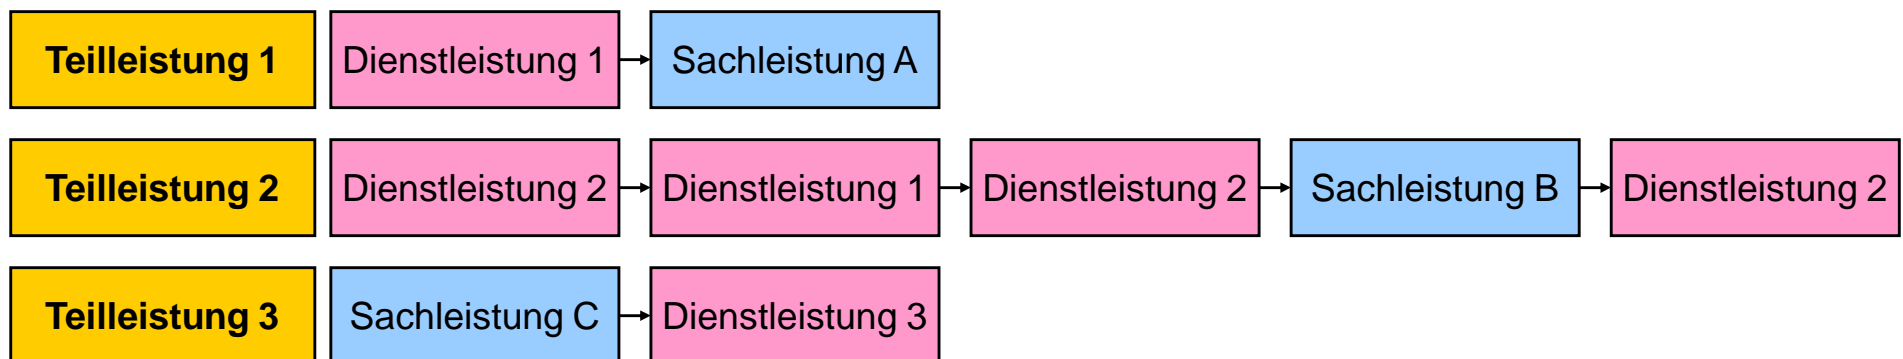 Teilleistung 1 Dienstleistung 1 Sachleistung A
Teilleistung 2 Dienstleistung 2 Dienstleistung 1 Dienstleistung 2 Sachleistung B Dienstleistung 2
Teilleistung 3 Sachleistung C Dienstleistung 3